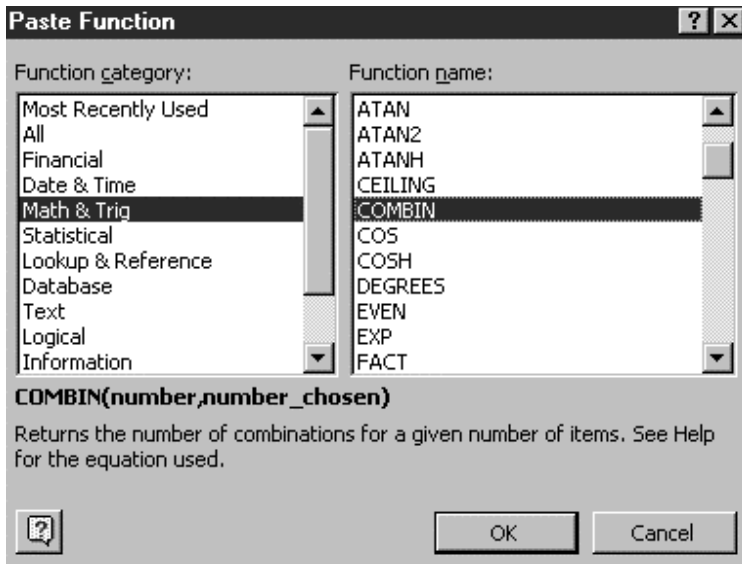 Paste Function
Function category:
Most Recently Used
All
Financial
Date & Time
Math & Trig
Statistical
Lookup & Reference
Database
Text
Logical
Information
Function name:
ATAN
ATAN2
ATANH
CEILING
COMBIN
COS
COSH
DEGREES
EVEN
EXP
FACT
COMBIN(number,number_chosen)
Returns the number of combinations for a given number of items. See Help
for the equation used.
OK
Cancel